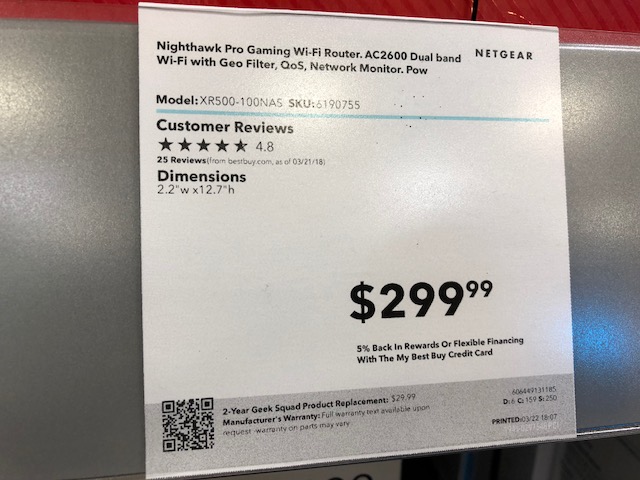 Nighthawk Pro Gaming Wi-Fi Router. AC2600 Dual band
Wi-Fi with Geo Filter, QoS, Network Monitor. Pow
NETGEAR
Model:XR500-100NAS SKU:6190755
Customer Reviews
★★★★★ 4.8
25 Reviews(from bestbuy.com, as of 03/21/18)
Dimensions
2.2"w x12.7"h
$299⁹⁹
5% Back In Rewards Or Flexible Financing
With The My Best Buy Credit Card
2-Year Geek Squad Product Replacement: $29.99
Manufacturer's Warranty: Full warranty text available upon
request -warranty on parts may vary
606449131185
D: 6 C: 159 S: 250
PRINTED:03/22 18:07